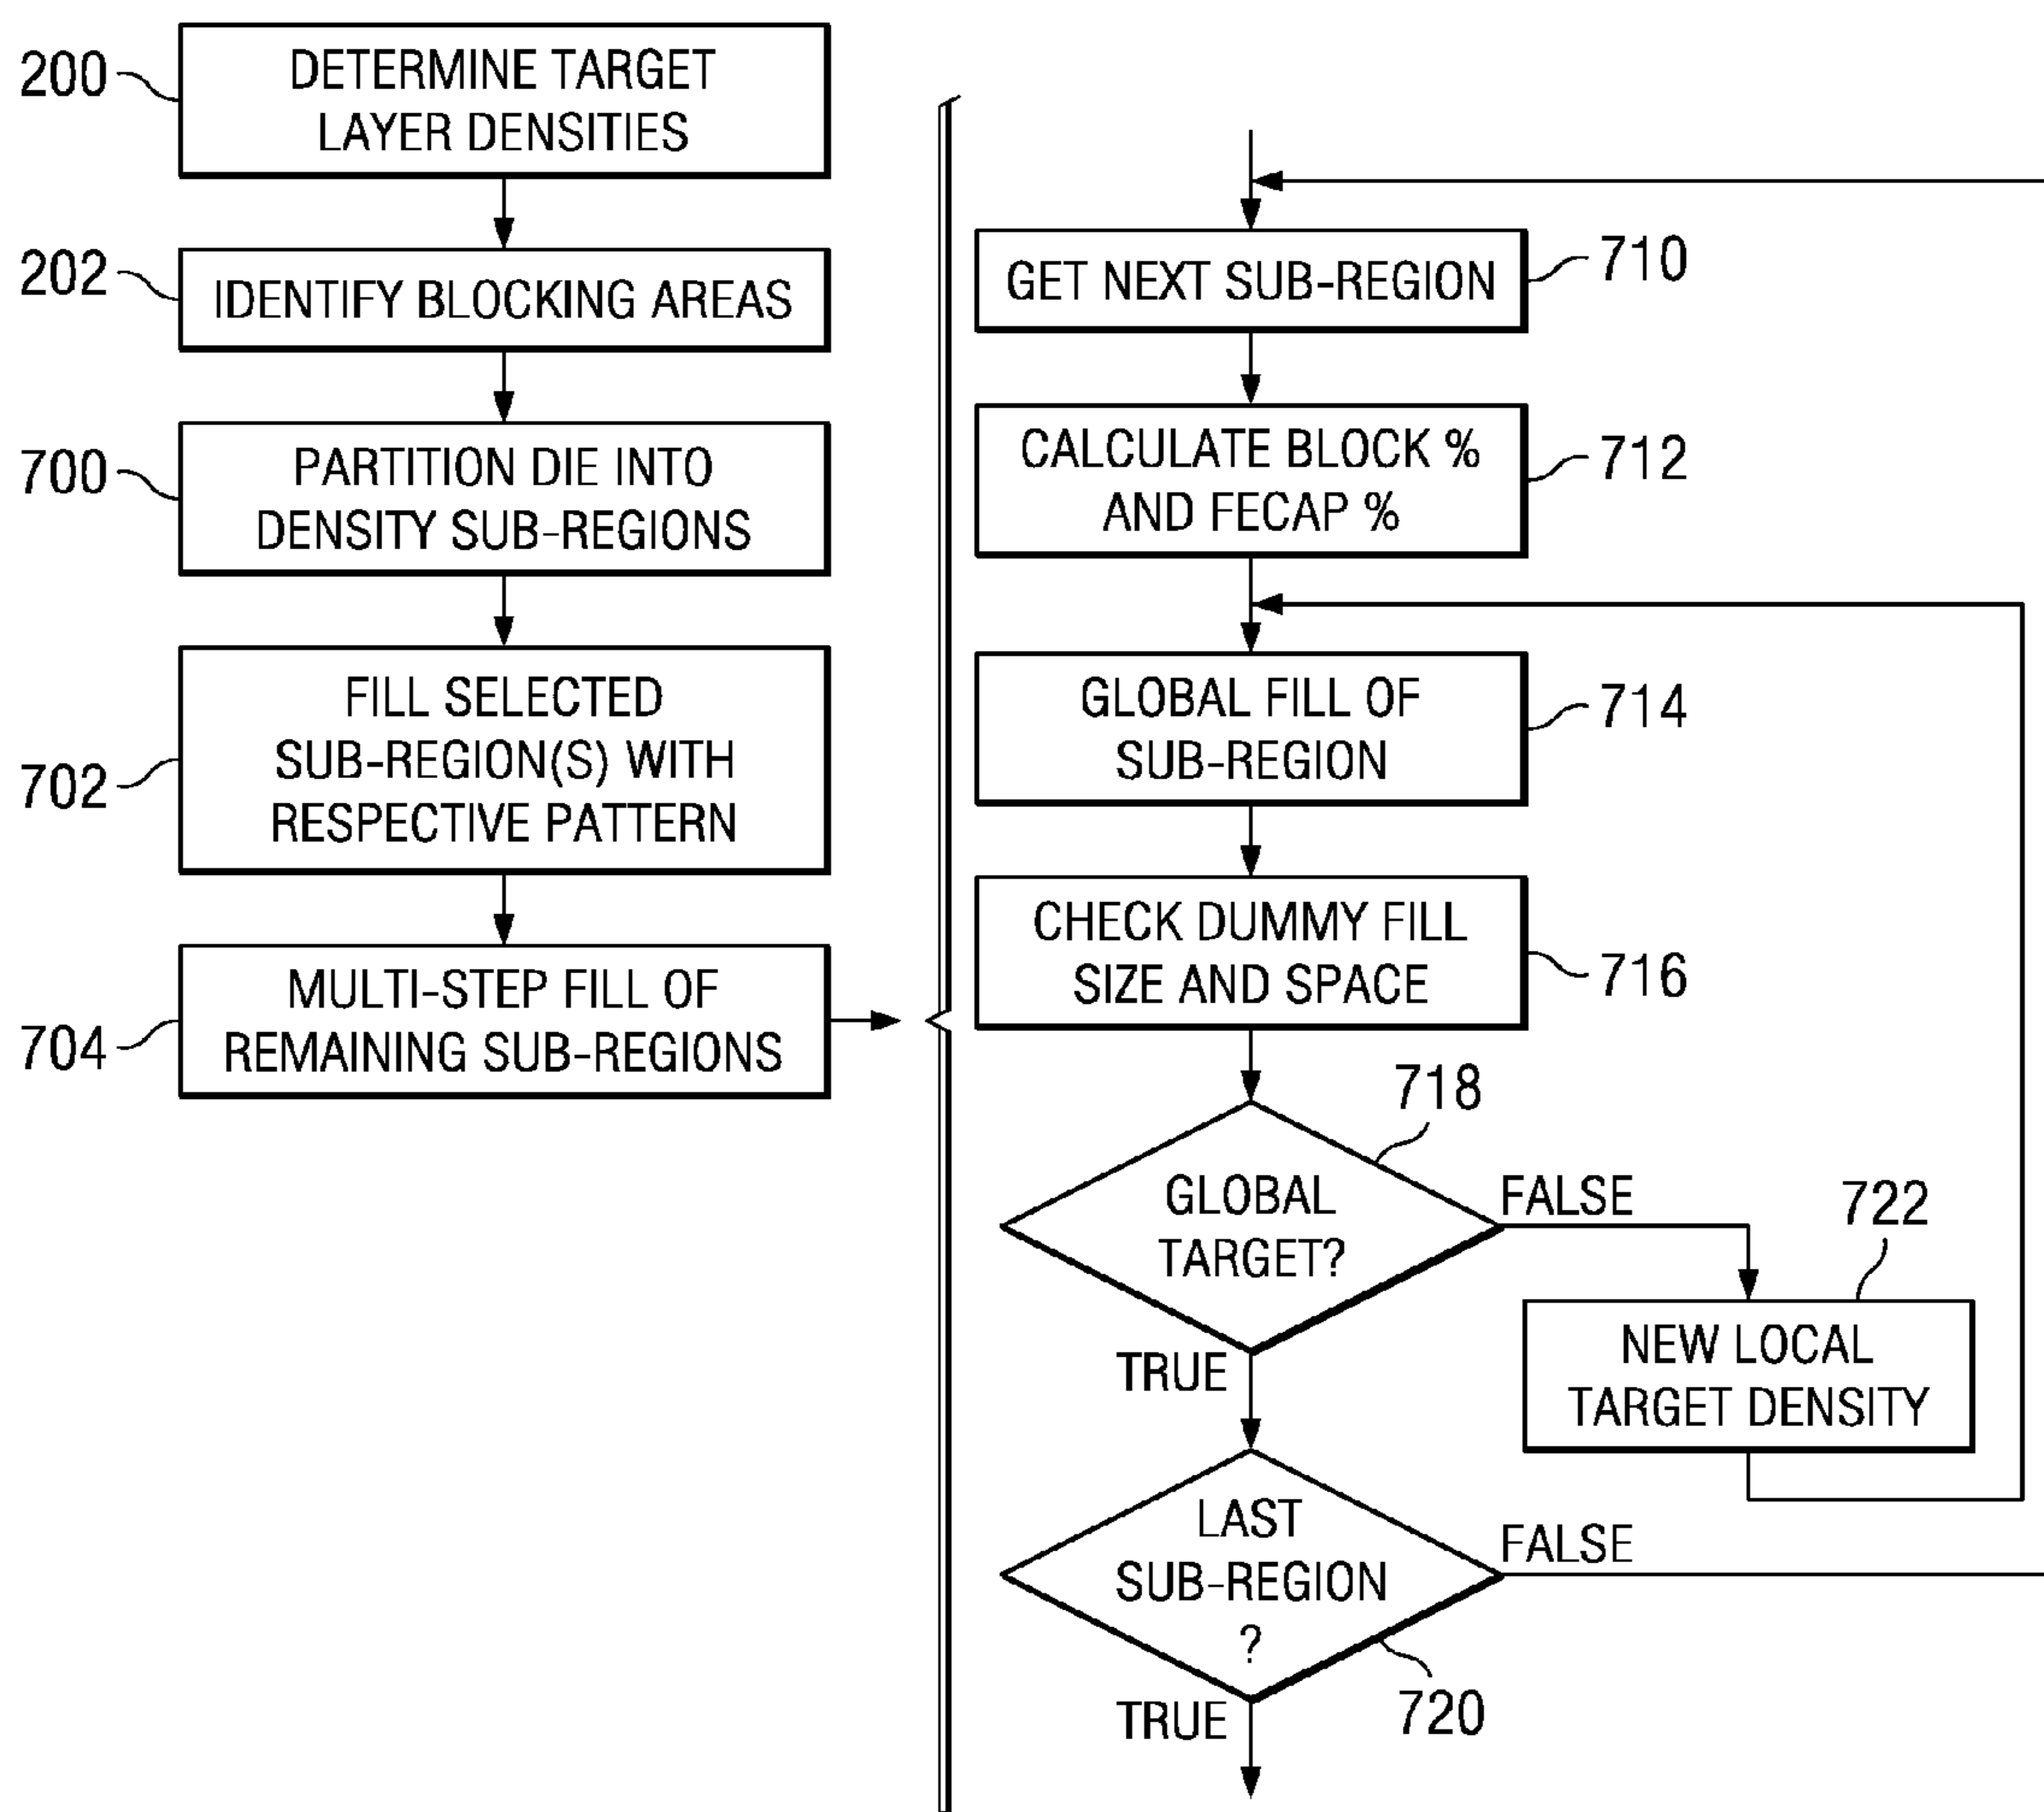 200
DETERMINE TARGET
LAYER DENSITIES
202
IDENTIFY BLOCKING AREAS
700
PARTITION DIE INTO
DENSITY SUB-REGIONS
702
FILL SELECTED
SUB-REGION(S) WITH
RESPECTIVE PATTERN
704
MULTI-STEP FILL OF
REMAINING SUB-REGIONS
GET NEXT SUB-REGION
710
CALCULATE BLOCK %
AND FECAP %
712
GLOBAL FILL OF
SUB-REGION
714
CHECK DUMMY FILL
SIZE AND SPACE
716
718
GLOBAL
TARGET?
FALSE
TRUE
722
NEW LOCAL
TARGET DENSITY
LAST
SUB-REGION
?
FALSE
720
TRUE